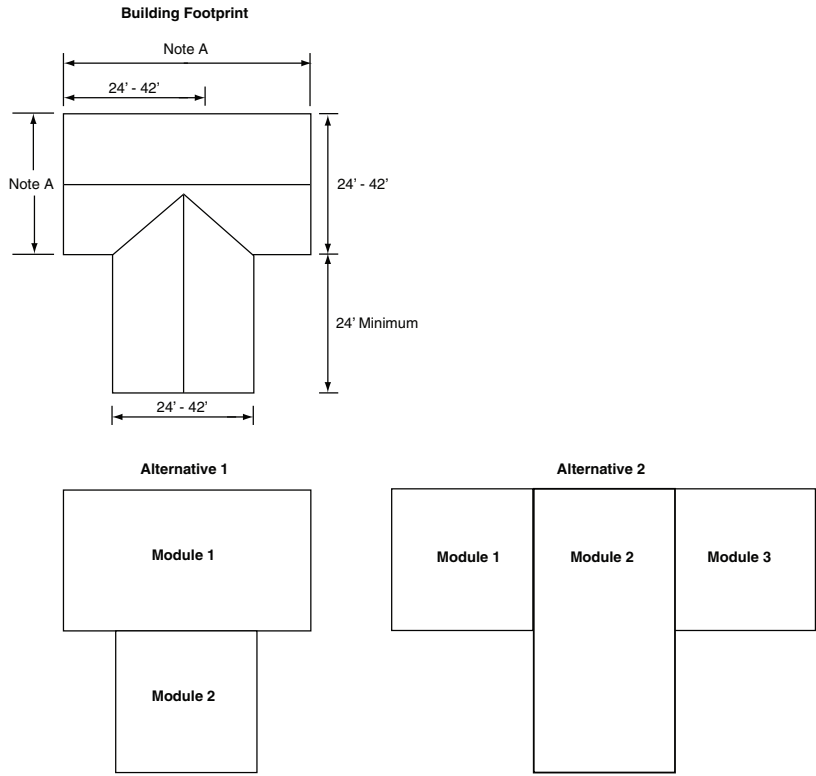 Building Footprint
Note A
24' - 42'
Note A
24' - 42'
24' Minimum
24' - 42'
Alternative 1
Alternative 2
Module 1
Module 1
Module 2
Module 3
Module 2